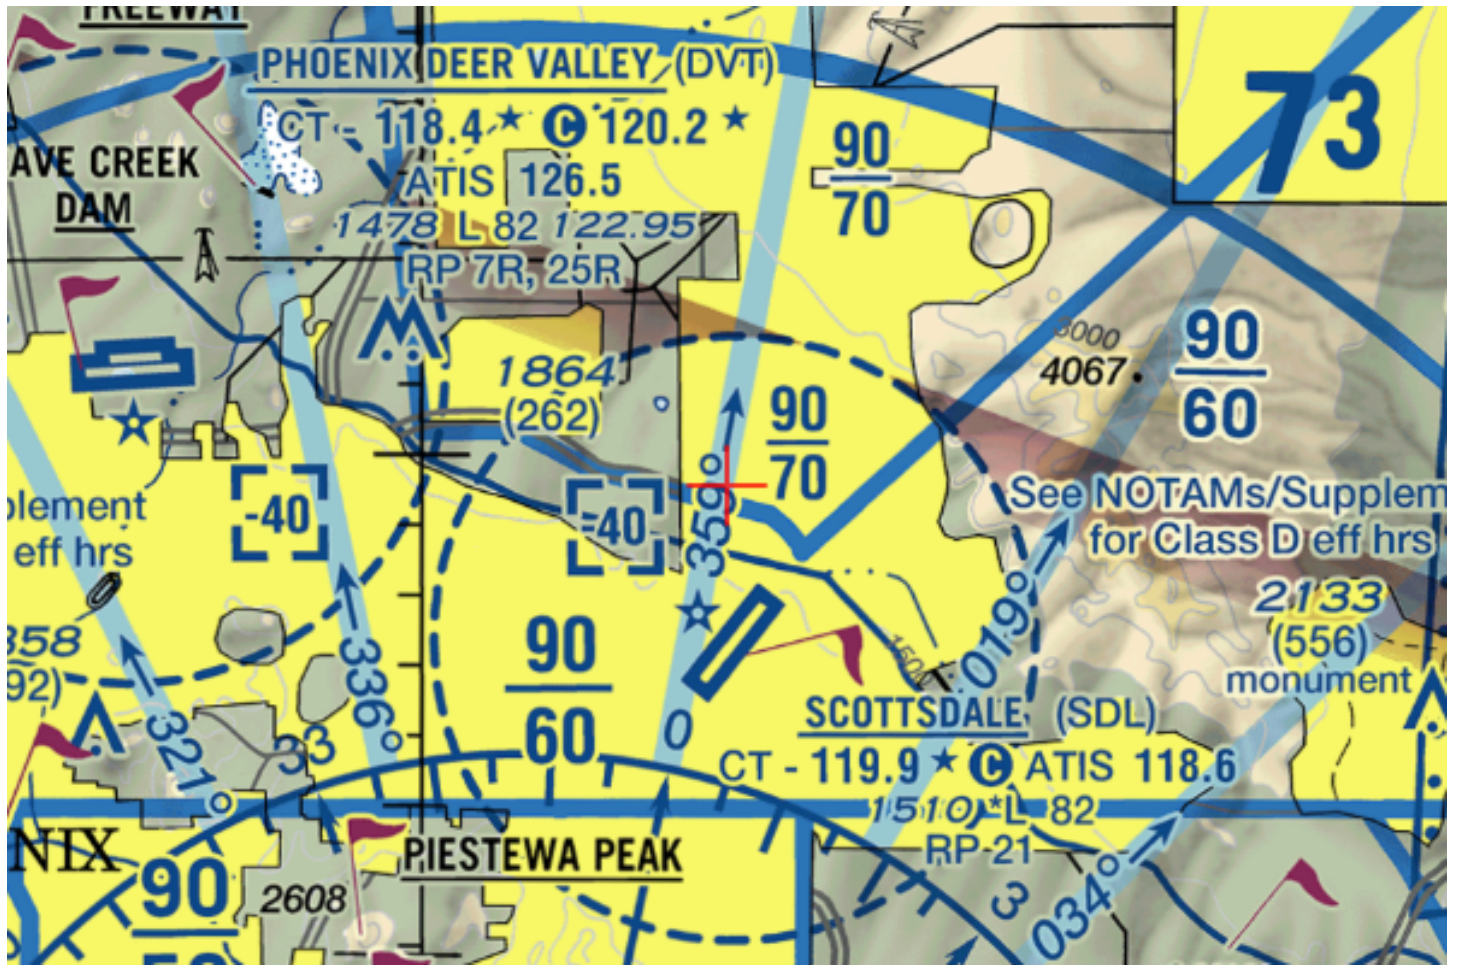 FREEWAY
PHOENIX DEER VALLEY (DVT)
CT - 118.4 ★ C 120.2 ★
ATIS 126.5
1478 L 82 122.95
RP 7R, 25R
AVE CREEK
DAM
73
90
70
3000
4067
90
60
1864
(262)
90
70
plement
eff hrs
-40
-40
359°
See NOTAMs/Supplem
for Class D eff hrs
2133
(556)
monument
358
92)
321°
33
336°
90
60
0
1500
019°
SCOTTSDALE (SDL)
CT - 119.9 ★ C ATIS 118.6
1510 *L 82
RP 21
NIX
90
2608
PIESTEWA PEAK
3
034°